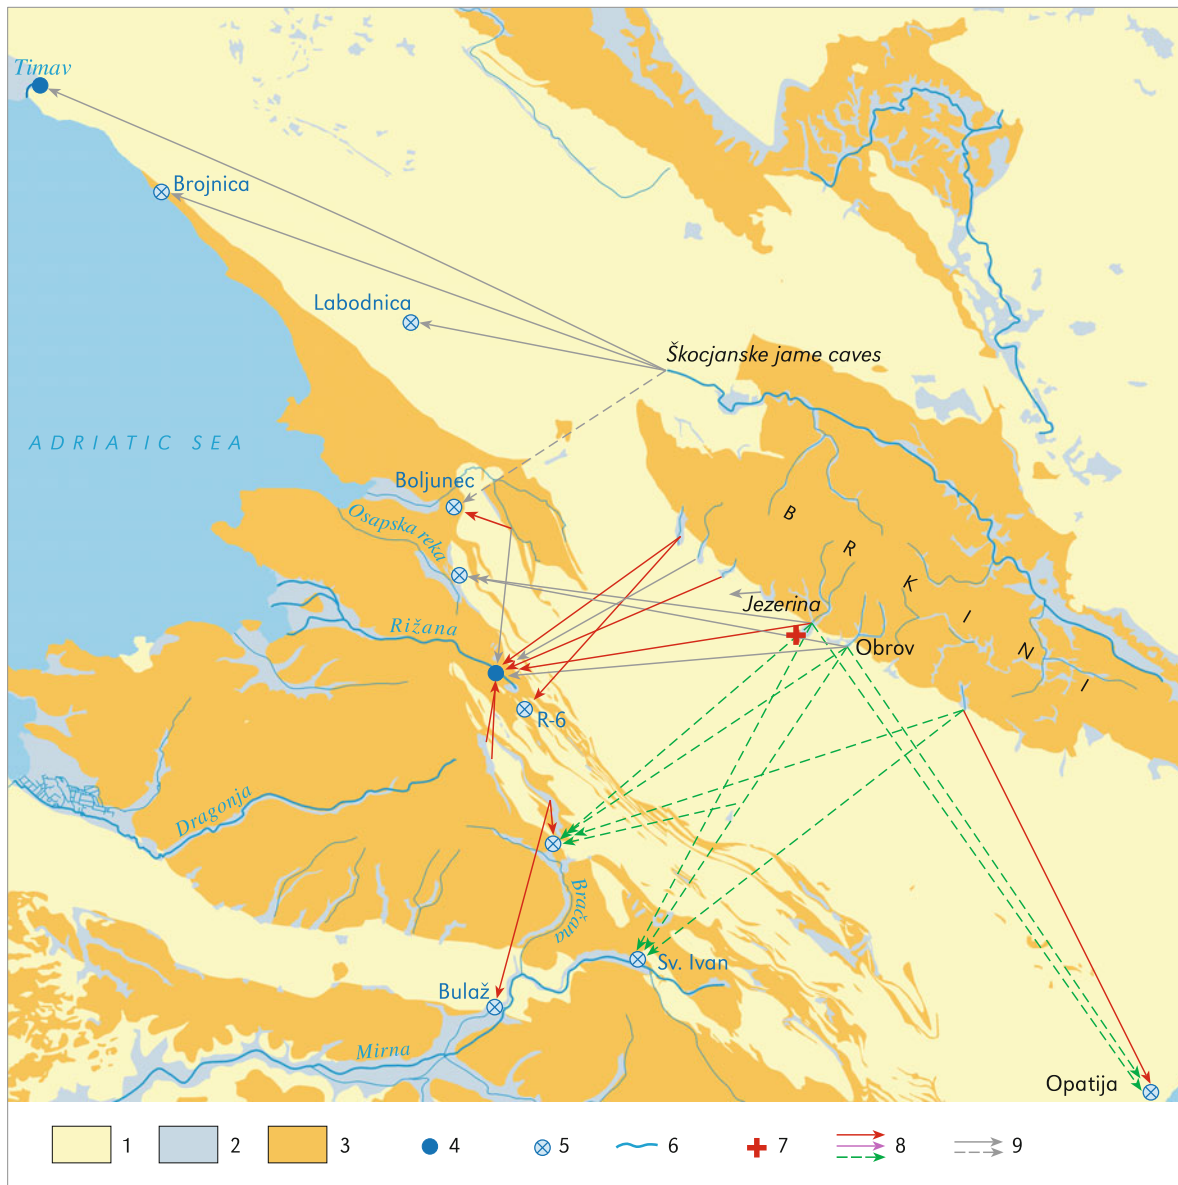 Timav
Brojnica
Labodnica
Škocjanske jame caves
ADRIATIC SEA
Boljunec
Osapska reka
B R K I N I
Jezerina
Rižana
Obrov
R-6
Dragonja
Bračana
Sv. Ivan
Bulaž
Mirna
Opatija
1 2 3 4 5 6 7 8 9